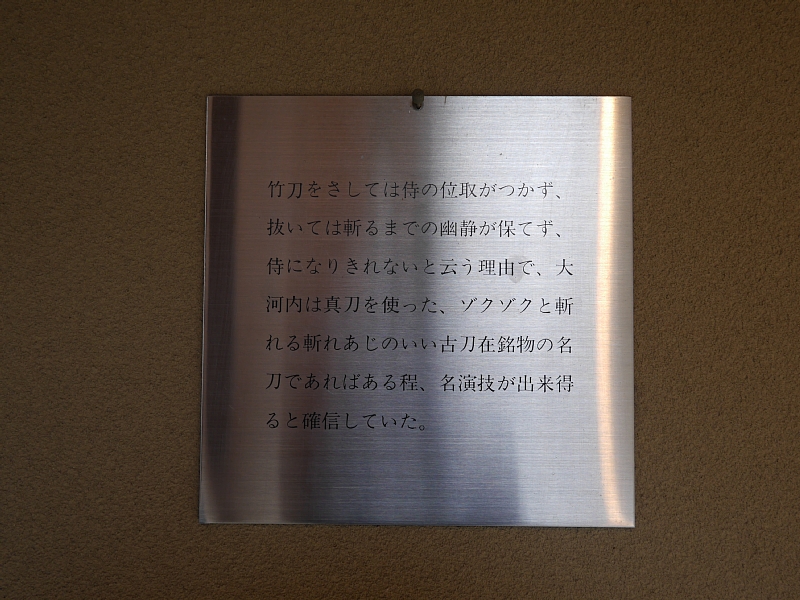 竹刀をさしては侍の位取がつかず、
抜いては斬るまでの幽静が保てず、
侍になりきれないと云う理由で、大
河内は真刀を使った、ゾクゾクと斬
れる斬れあじのいい古刀在銘物の名
刀であればある程、名演技が出来得
ると確信していた。